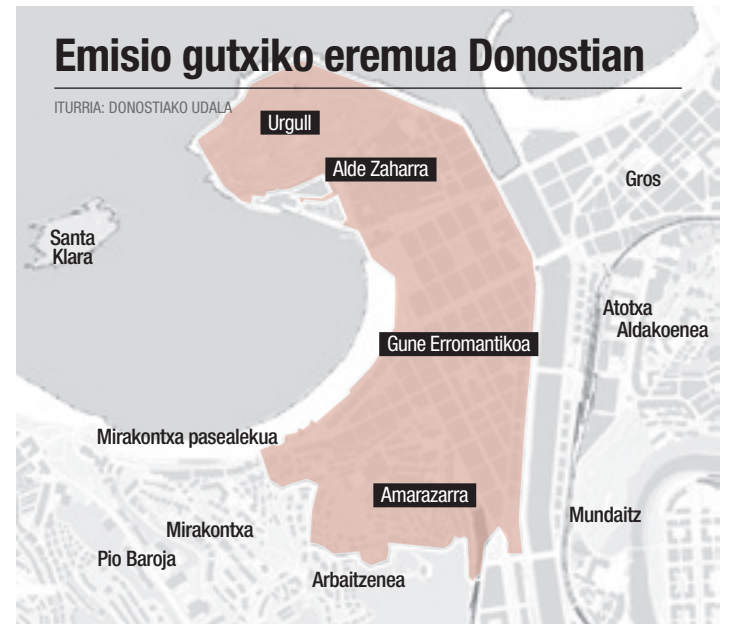 Emisio gutxiko eremua Donostian
ITURRIA: DONOSTIAKO UDALA
Urgull
Alde Zaharra
Gros
Santa
Klara
Atotxa
Aldakoenea
Gune Erromantikoa
Mirakontxa pasealekua
Amarazarra
Mundaitz
Mirakontxa
Pio Baroja
Arbaitzenea